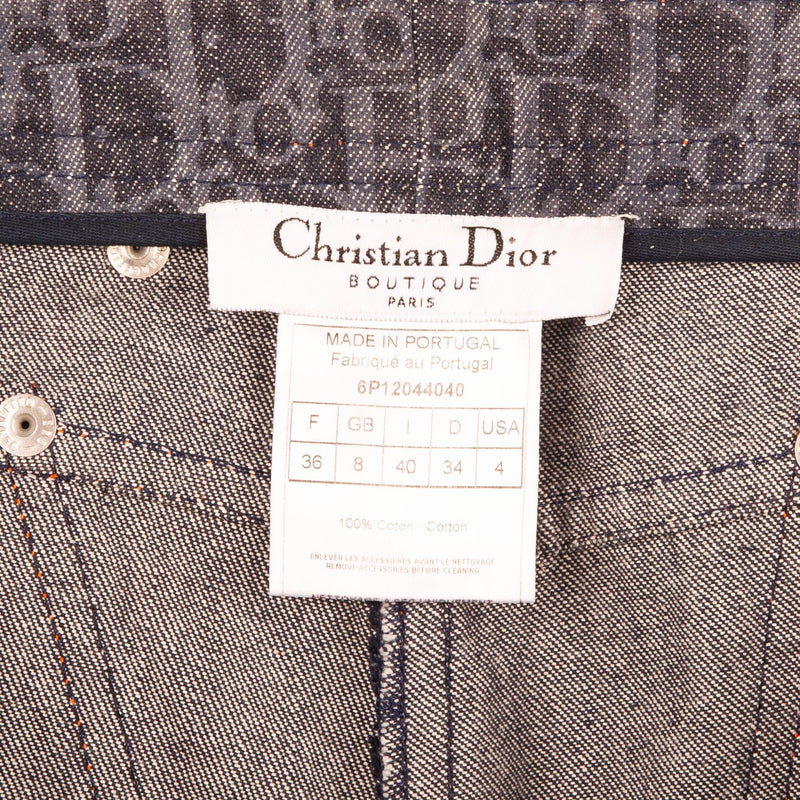 Christian Dior
BOUTIQUE
PARIS
MADE IN PORTUGAL
Fabriqué au Portugal
6P12044040
F GB I D USA
36 8 40 34 4
100% Coton - Cotton
ENLEVER LES ACCESSOIRES AVANT LE NETTOYAGE
REMOVE ACCESSORIES BEFORE CLEANING